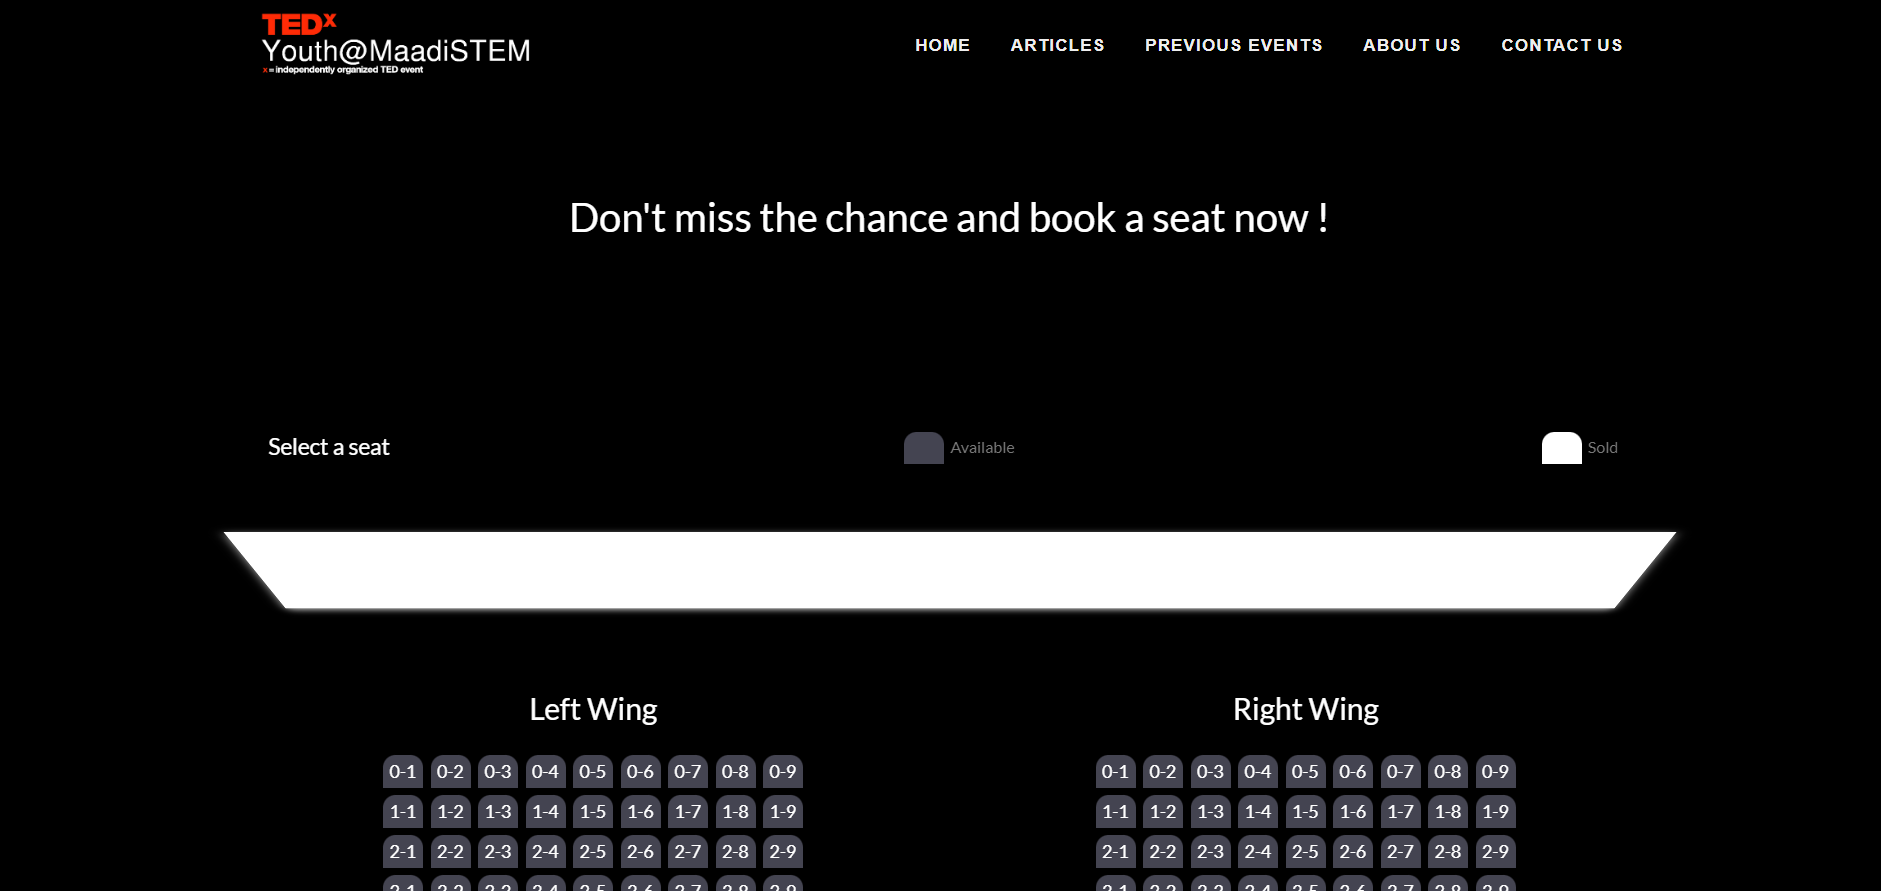 TEDx
Youth@MaadiSTEM
x = independently organized TED event
HOME ARTICLES PREVIOUS EVENTS ABOUT US CONTACT US
Don't miss the chance and book a seat now !
Select a seat Available Sold
Left Wing Right Wing
0-1 0-2 0-3 0-4 0-5 0-6 0-7 0-8 0-9 0-1 0-2 0-3 0-4 0-5 0-6 0-7 0-8 0-9
1-1 1-2 1-3 1-4 1-5 1-6 1-7 1-8 1-9 1-1 1-2 1-3 1-4 1-5 1-6 1-7 1-8 1-9
2-1 2-2 2-3 2-4 2-5 2-6 2-7 2-8 2-9 2-1 2-2 2-3 2-4 2-5 2-6 2-7 2-8 2-9